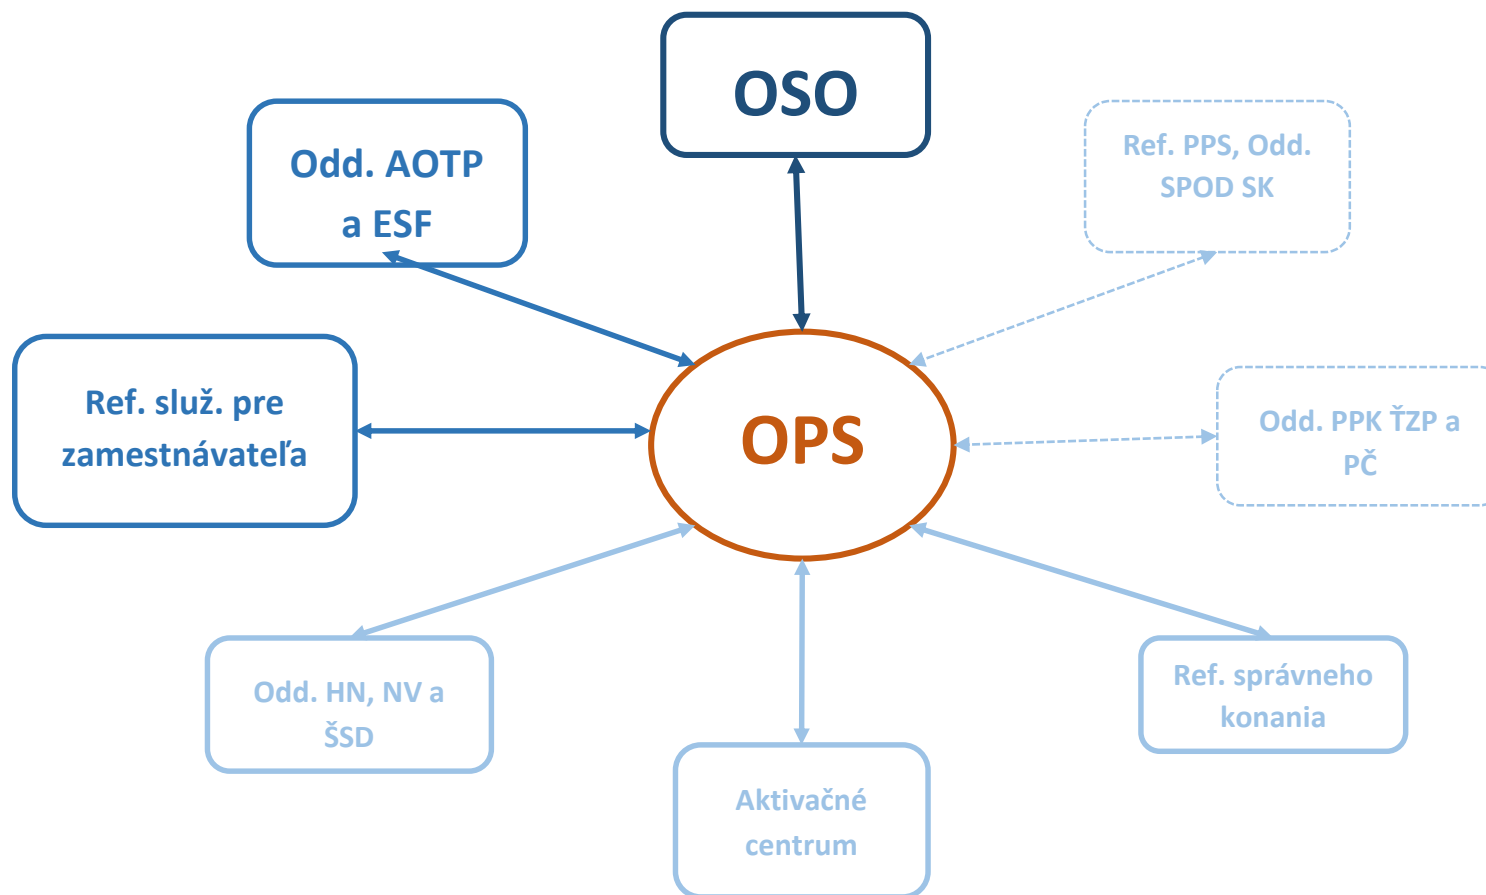 OSO
Odd. AOTP
a ESF
Ref. PPS, Odd.
SPOD SK
Ref. služ. pre
zamestnávateľa
OPS
Odd. PPK ŤZP a
PČ
Odd. HN, NV a
ŠSD
Aktivačné
centrum
Ref. správneho
konania